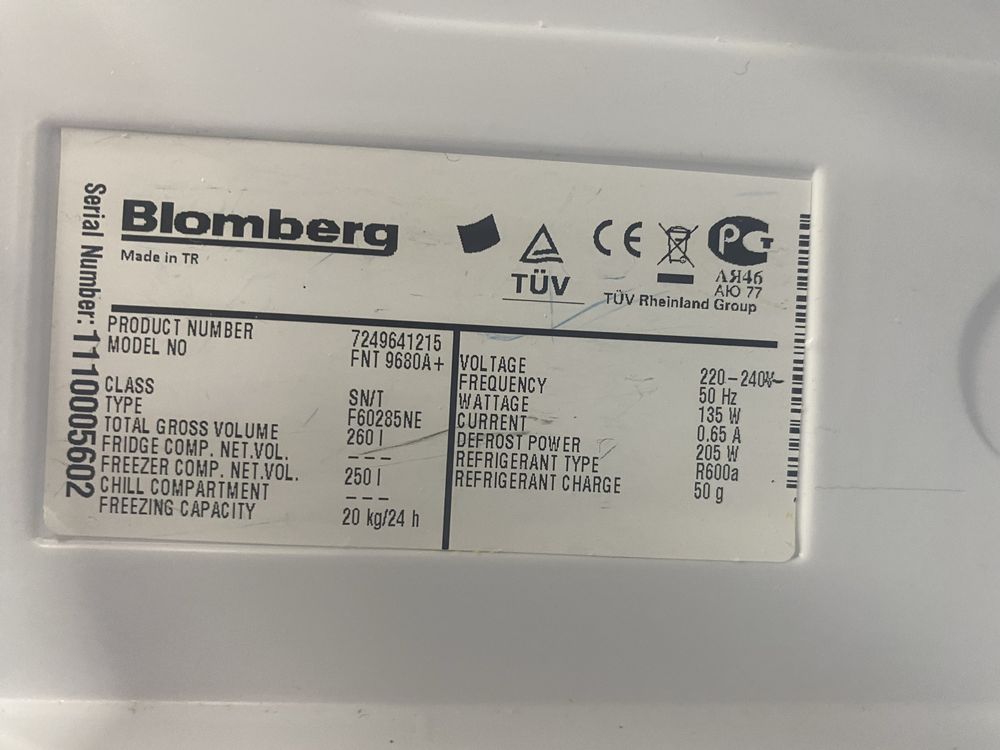 Blomberg
Made in TR
TÜV
CE
PG
ЛЯ46
АЮ 77
TÜV Rheinland Group
Serial Number: 1110005602
PRODUCT NUMBER 7249641215
MODEL NO FNT 9680A+
CLASS SN/T
TYPE F60285NE
TOTAL GROSS VOLUME 260 l
FRIDGE COMP. NET.VOL. ---
FREEZER COMP. NET.VOL. 250 l
CHILL COMPARTMENT ---
FREEZING CAPACITY 20 kg/24 h
VOLTAGE 220-240V~
FREQUENCY 50 Hz
WATTAGE 135 W
CURRENT 0.65 A
DEFROST POWER 205 W
REFRIGERANT TYPE R600a
REFRIGERANT CHARGE 50 g